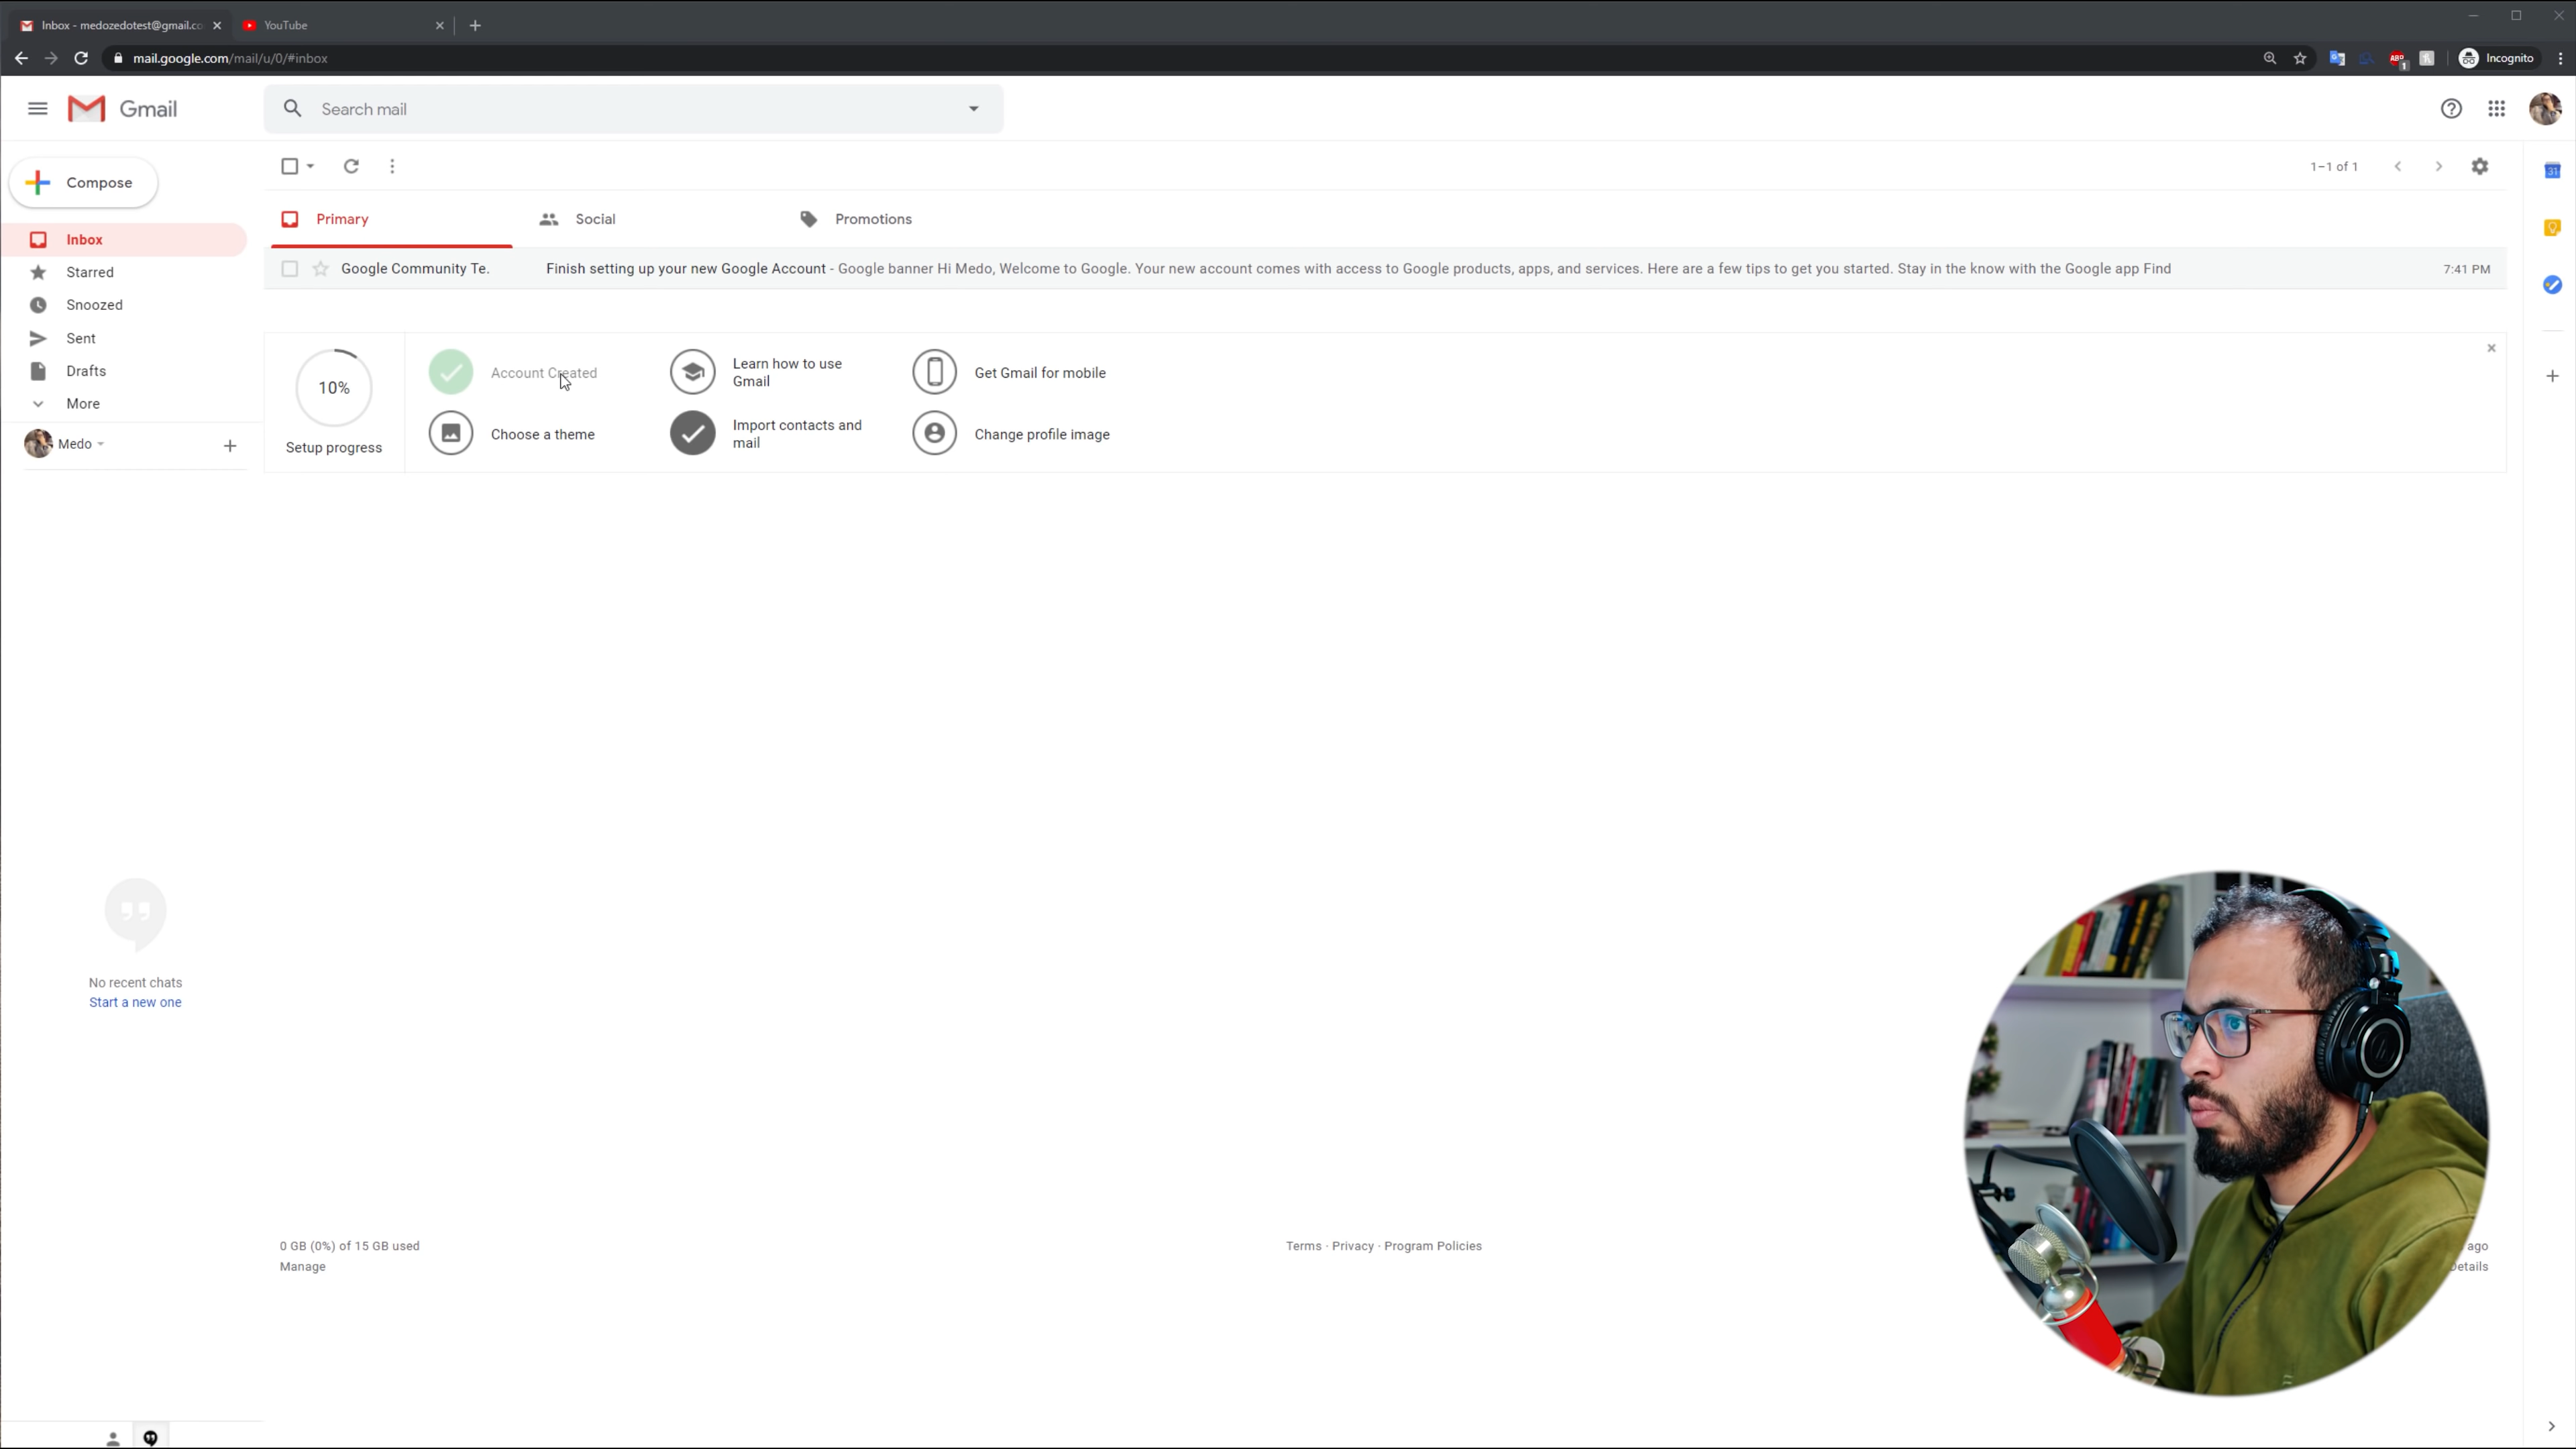 Inbox - medozedotest@gmail.co
YouTube
mail.google.com/mail/u/0/#inbox
ABP
1
Incognito
Gmail
Search mail
Compose
1–1 of 1
31
Primary
Social
Promotions
Inbox
Starred
Snoozed
Sent
Drafts
More
Medo
Google Community Te. Finish setting up your new Google Account - Google banner Hi Medo, Welcome to Google. Your new account comes with access to Google products, apps, and services. Here are a few tips to get you started. Stay in the know with the Google app Find 7:41 PM
10%
Setup progress
Account Created
Learn how to use
Gmail
Get Gmail for mobile
Choose a theme
Import contacts and
mail
Change profile image
No recent chats
Start a new one
0 GB (0%) of 15 GB used
Manage
Terms · Privacy · Program Policies
ago
Details